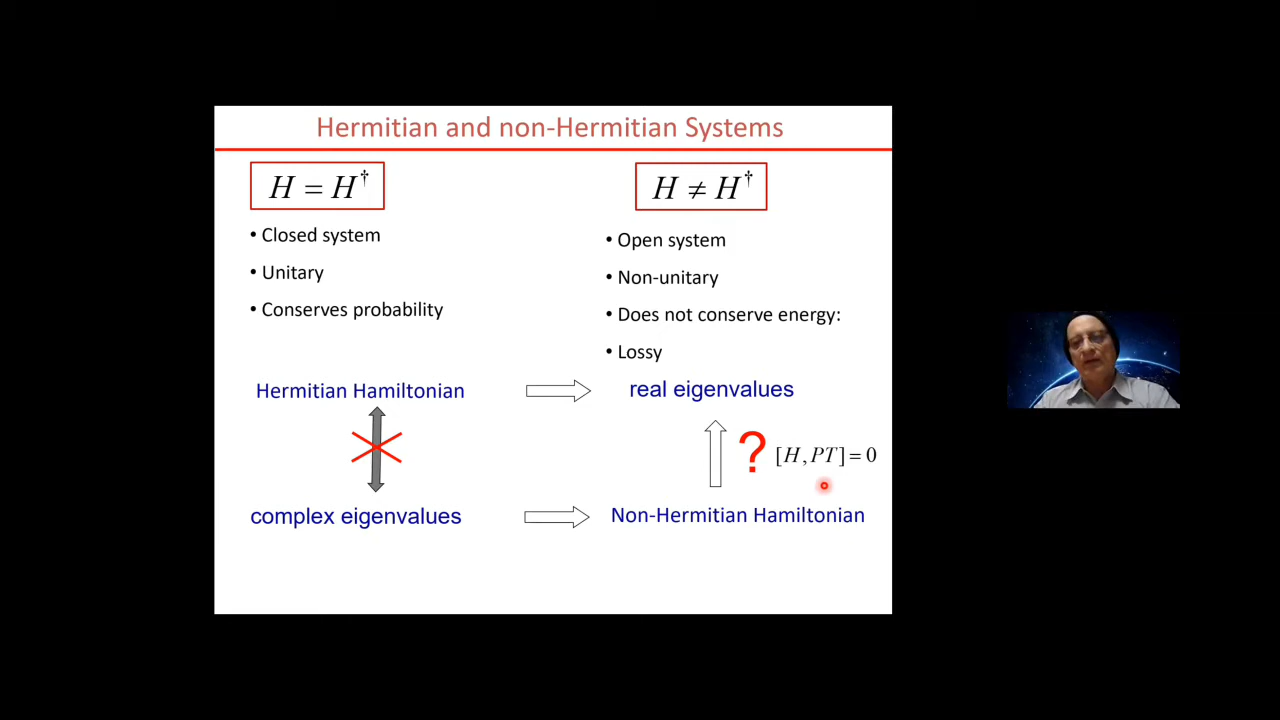 Hermitian and non-Hermitian Systems
H = H†
• Closed system
• Unitary
• Conserves probability
H ≠ H†
• Open system
• Non-unitary
• Does not conserve energy:
• Lossy
Hermitian Hamiltonian
real eigenvalues
? [H, PT] = 0
complex eigenvalues
Non-Hermitian Hamiltonian